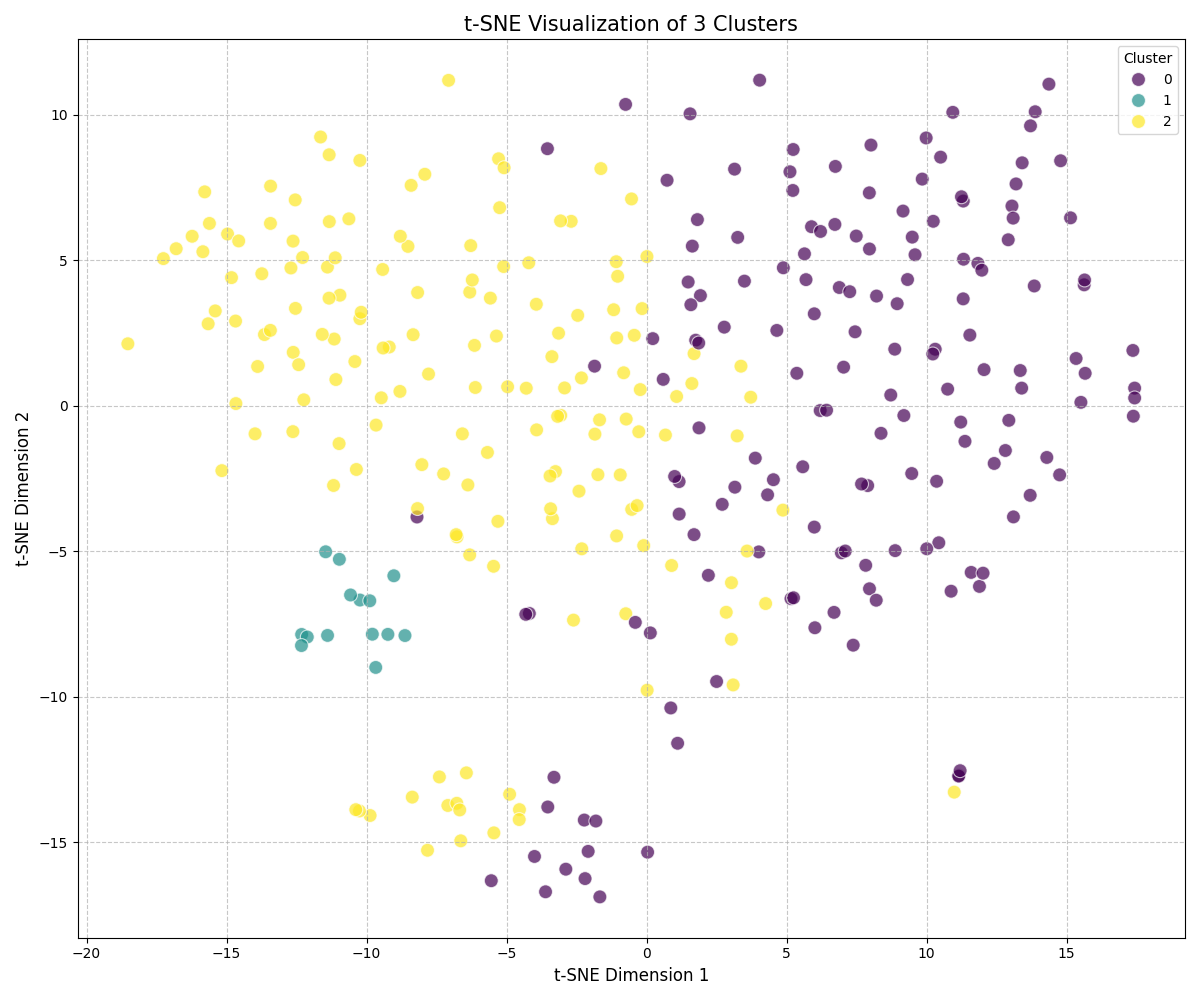 t-SNE Visualization of 3 Clusters
Cluster
0
1
2
10
5
0
−5
−10
−15
t-SNE Dimension 2
−20 −15 −10 −5 0 5 10 15
t-SNE Dimension 1